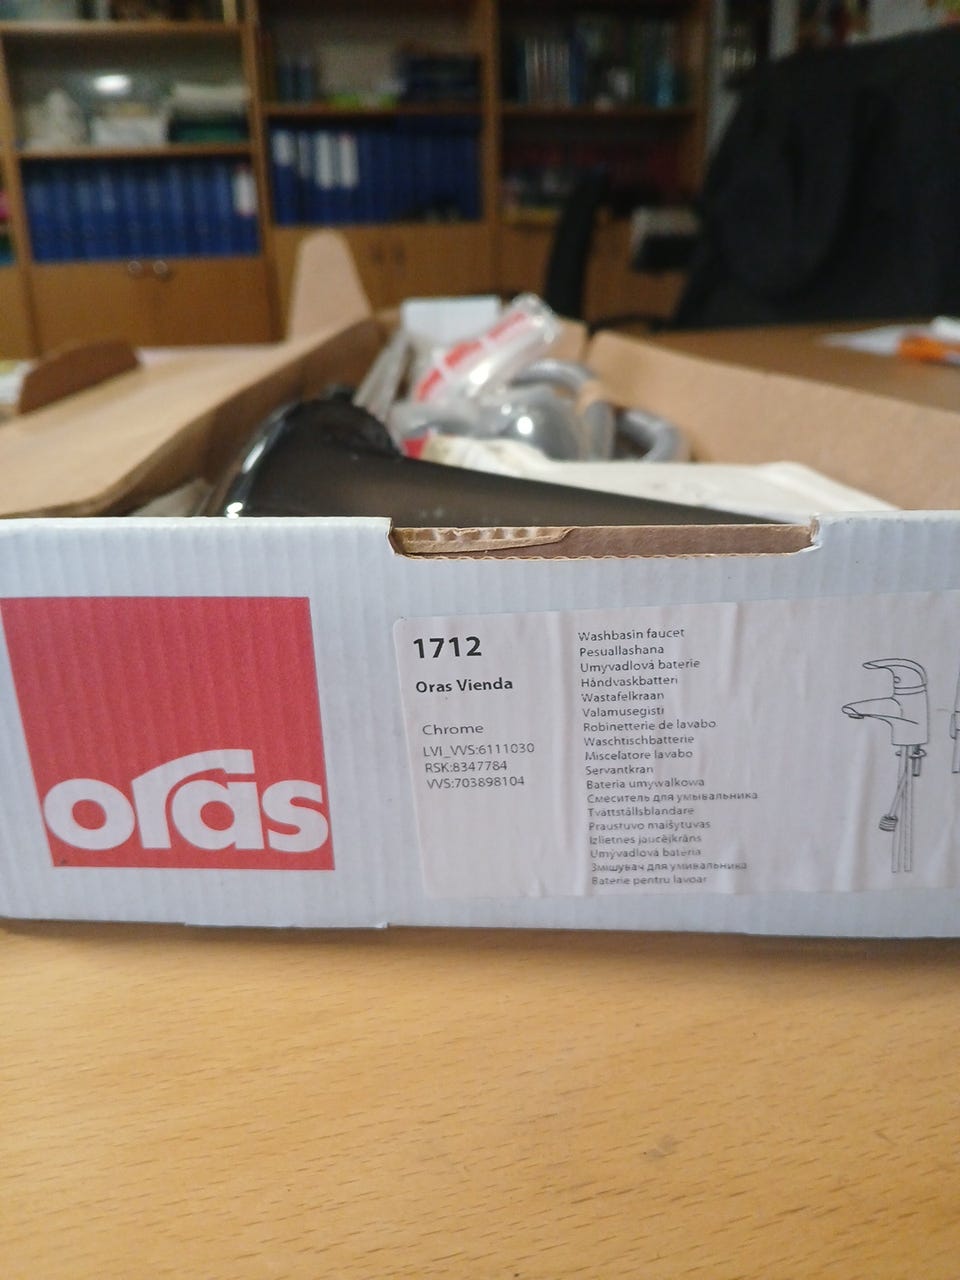 oras
1712
Oras Vienda
Chrome
LVI_VVS:6111030
RSK:8347784
VVS:703898104
Washbasin faucet
Pesuallashana
Umyvadlová baterie
Håndvaskbatteri
Wastafelkraan
Valamusegisti
Robinetterie de lavabo
Waschtischbatterie
Miscelatore lavabo
Servantkran
Bateria umywalkowa
Смеситель для умывальника
Tvättställsblandare
Praustuvo maišytuvas
Izlietnes jaucējkrāns
Umývadlová batéria
Змішувач для умивальника
Baterie pentru lavoar